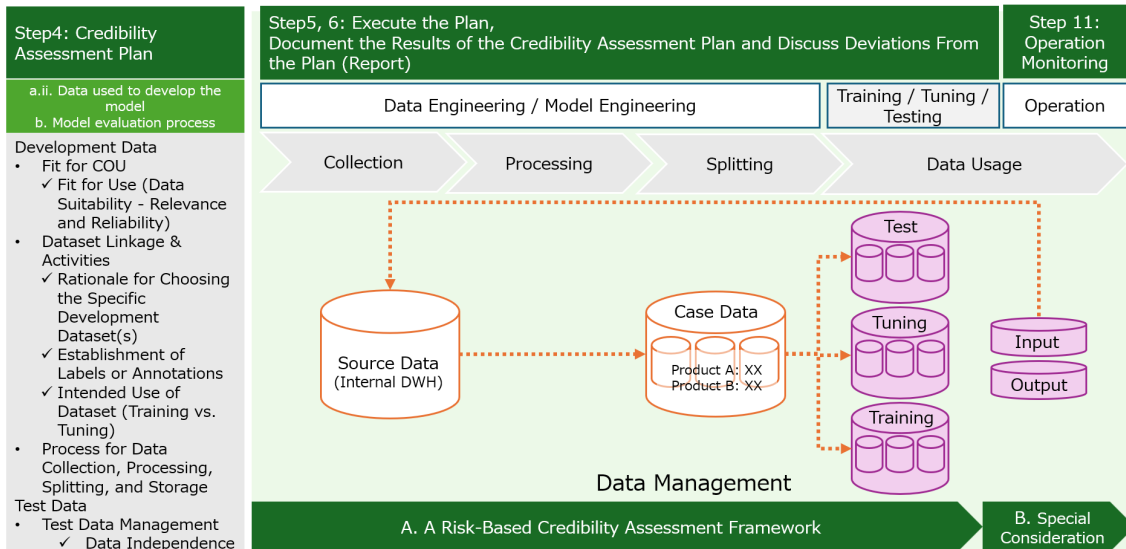 Step4: Credibility
Assessment Plan
a.ii. Data used to develop the
model
b. Model evaluation process
Development Data
• Fit for COU
✓ Fit for Use (Data
Suitability - Relevance
and Reliability)
• Dataset Linkage &
Activities
✓ Rationale for Choosing
the Specific
Development
Dataset(s)
✓ Establishment of
Labels or Annotations
✓ Intended Use of
Dataset (Training vs.
Tuning)
• Process for Data
Collection, Processing,
Splitting, and Storage
Test Data
• Test Data Management
✓ Data Independence
Step5, 6: Execute the Plan,
Document the Results of the Credibility Assessment Plan and Discuss Deviations From
the Plan (Report)
Step 11:
Operation
Monitoring
Data Engineering / Model Engineering
Training / Tuning /
Testing
Operation
Collection
Processing
Splitting
Data Usage
Source Data
(Internal DWH)
Case Data
Product A: XX
Product B: XX
Test
Tuning
Training
Input
Output
Data Management
A. A Risk-Based Credibility Assessment Framework
B. Special
Consideration